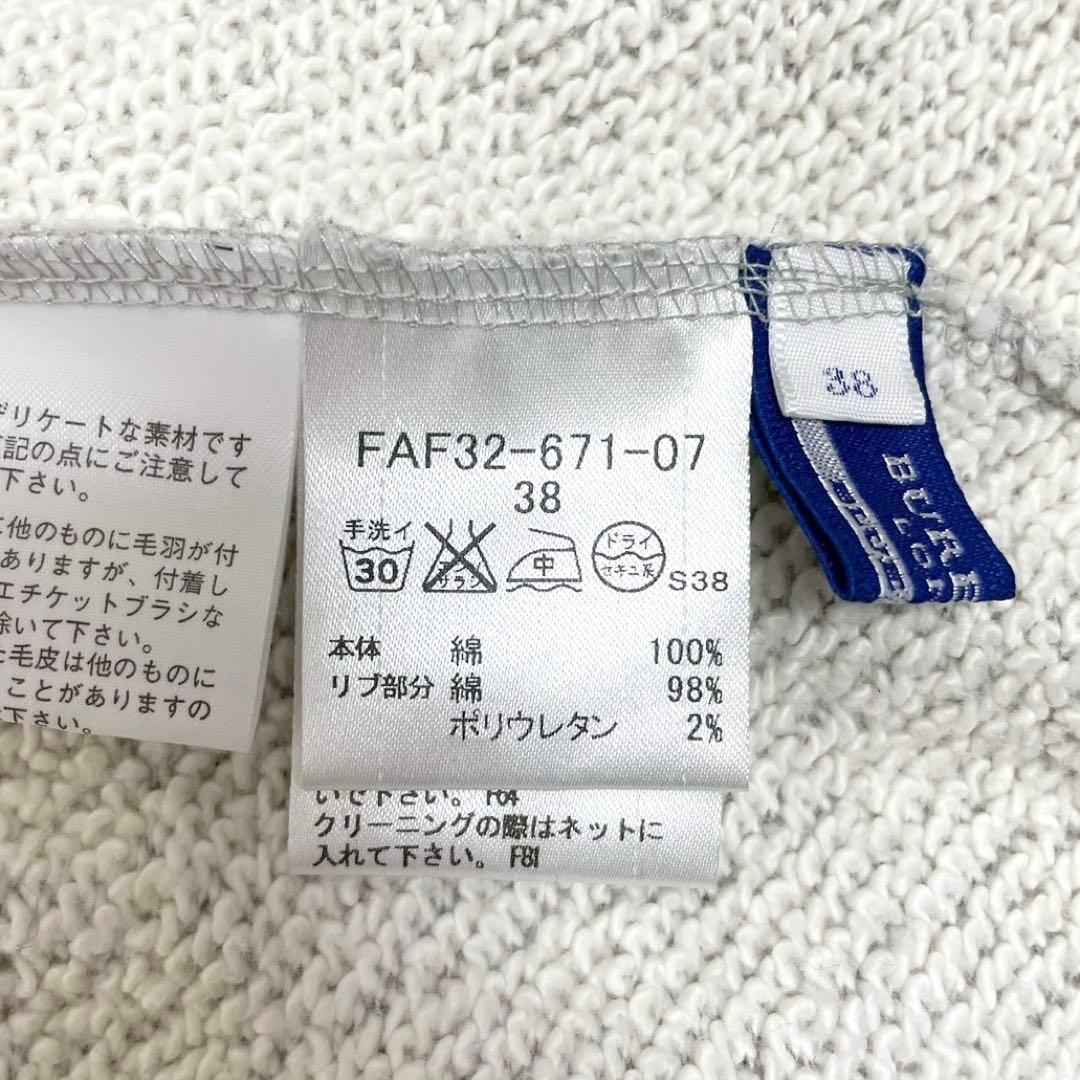 デリケートな素材です
記の点にご注意して
下さい。
他のものに毛羽が付
ありますが、付着し
エチケットブラシな
除いて下さい。
毛皮は他のものに
ことがありますの
下さい。
FAF32-671-07
38
手洗イ
30
エンソ
サラシ
中
ドライ
セキユ系
S38
本体 綿 100%
リブ部分 綿 98%
ポリウレタン 2%
いで下さい。 F64
クリーニングの際はネットに
入れて下さい。 F81
38